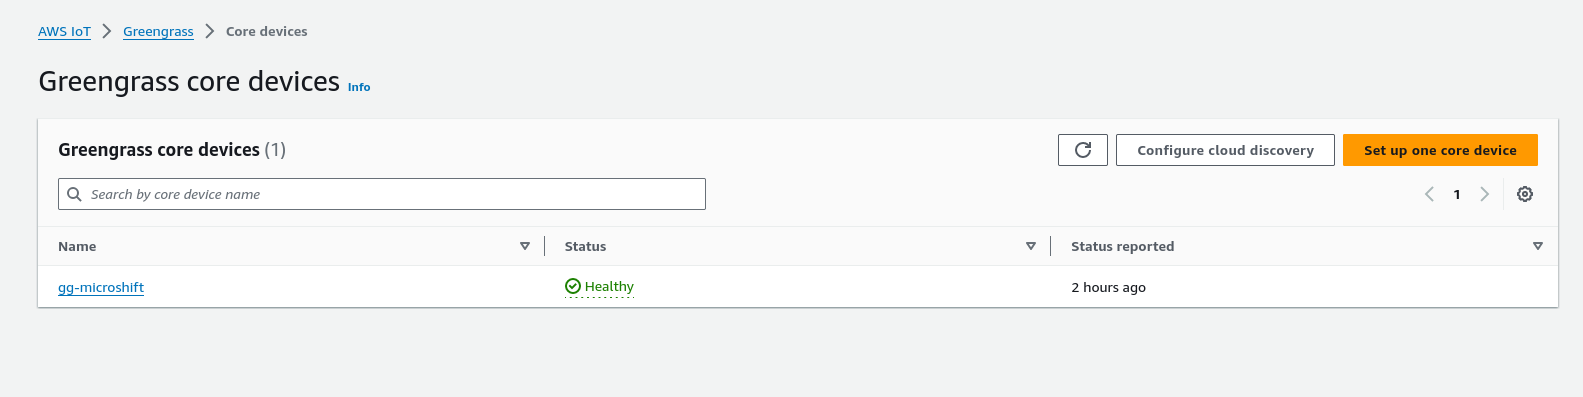 AWS IoT > Greengrass > Core devices
Greengrass core devices Info
Greengrass core devices (1)
Configure cloud discovery
Set up one core device
Search by core device name
1
Name Status Status reported
gg-microshift Healthy 2 hours ago